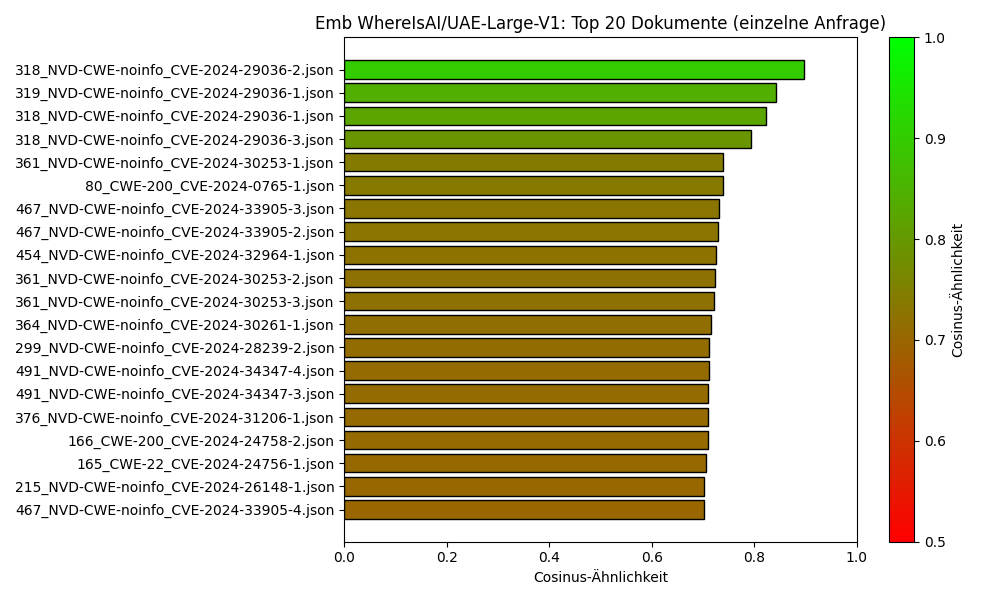 Emb WhereIsAI/UAE-Large-V1: Top 20 Dokumente (einzelne Anfrage)
318_NVD-CWE-noinfo_CVE-2024-29036-2.json
319_NVD-CWE-noinfo_CVE-2024-29036-1.json
318_NVD-CWE-noinfo_CVE-2024-29036-1.json
318_NVD-CWE-noinfo_CVE-2024-29036-3.json
361_NVD-CWE-noinfo_CVE-2024-30253-1.json
80_CWE-200_CVE-2024-0765-1.json
467_NVD-CWE-noinfo_CVE-2024-33905-3.json
467_NVD-CWE-noinfo_CVE-2024-33905-2.json
454_NVD-CWE-noinfo_CVE-2024-32964-1.json
361_NVD-CWE-noinfo_CVE-2024-30253-2.json
361_NVD-CWE-noinfo_CVE-2024-30253-3.json
364_NVD-CWE-noinfo_CVE-2024-30261-1.json
299_NVD-CWE-noinfo_CVE-2024-28239-2.json
491_NVD-CWE-noinfo_CVE-2024-34347-4.json
491_NVD-CWE-noinfo_CVE-2024-34347-3.json
376_NVD-CWE-noinfo_CVE-2024-31206-1.json
166_CWE-200_CVE-2024-24758-2.json
165_CWE-22_CVE-2024-24756-1.json
215_NVD-CWE-noinfo_CVE-2024-26148-1.json
467_NVD-CWE-noinfo_CVE-2024-33905-4.json
0.0 0.2 0.4 0.6 0.8 1.0
Cosinus-Ähnlichkeit
1.0
0.9
0.8
0.7
0.6
0.5
Cosinus-Ähnlichkeit